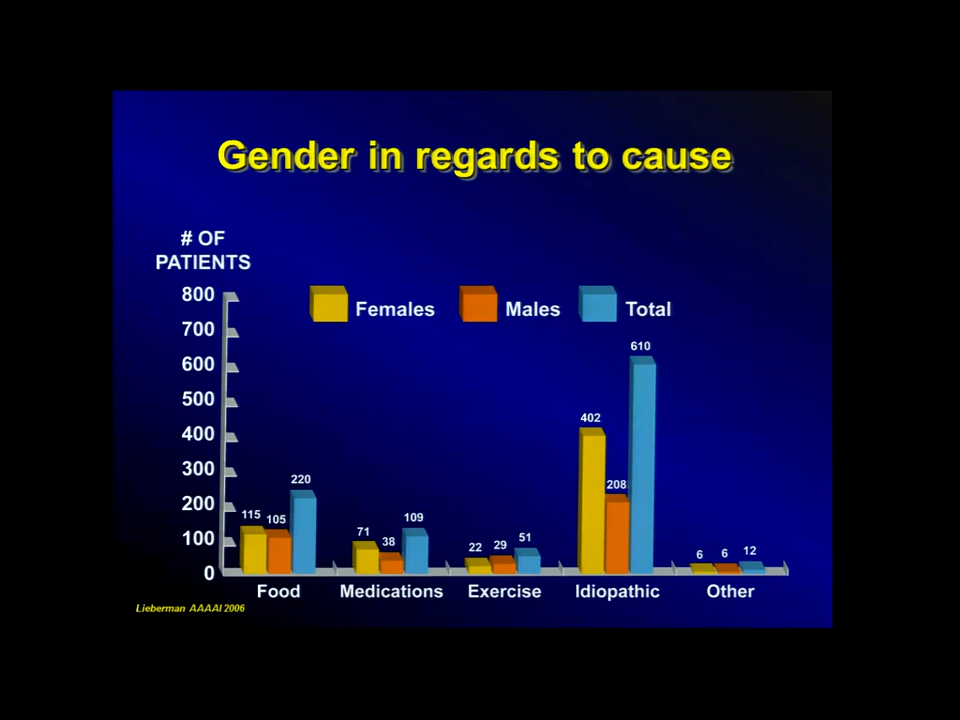 Gender in regards to cause
# OF
PATIENTS
Females Males Total
800
700
600
500
400
300
200
100
0
115 105 220
71 38 109
22 29 51
402 208 610
6 6 12
Food Medications Exercise Idiopathic Other
Lieberman AAAAI 2006